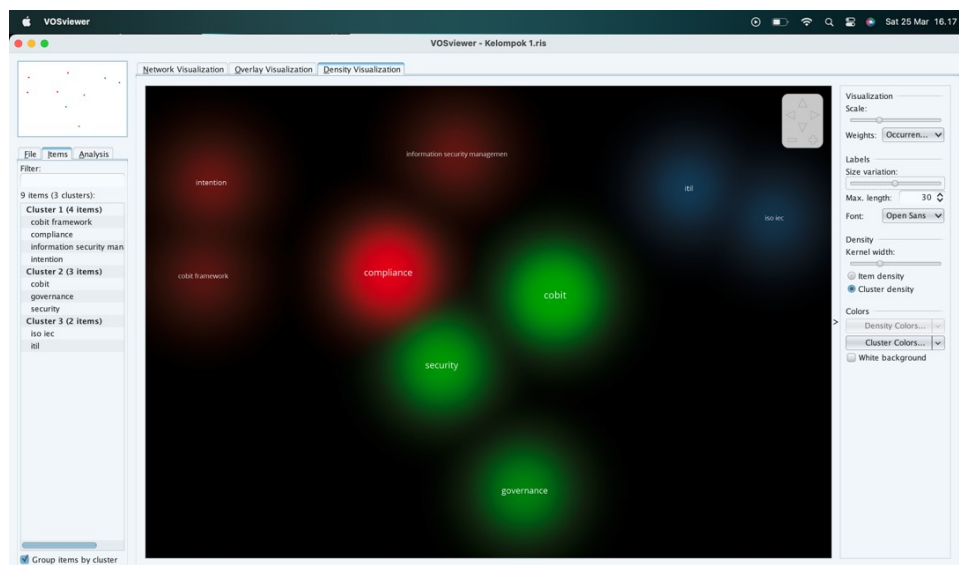 VOSviewer
Sat 25 Mar 16.17
VOSviewer - Kelompok 1.ris
Network Visualization Overlay Visualization Density Visualization
File Items Analysis
Filter:
9 items (3 clusters):
Cluster 1 (4 items)
cobit framework
compliance
information security man
intention
Cluster 2 (3 items)
cobit
governance
security
Cluster 3 (2 items)
iso iec
itil
Group items by cluster
information security managemen
intention
itil
iso iec
cobit framework
compliance
cobit
security
governance
Visualization
Scale:
Weights: Occurren...
Labels
Size variation:
Max. length: 30
Font: Open Sans
Density
Kernel width:
Item density
Cluster density
Colors
Density Colors...
Cluster Colors...
White background